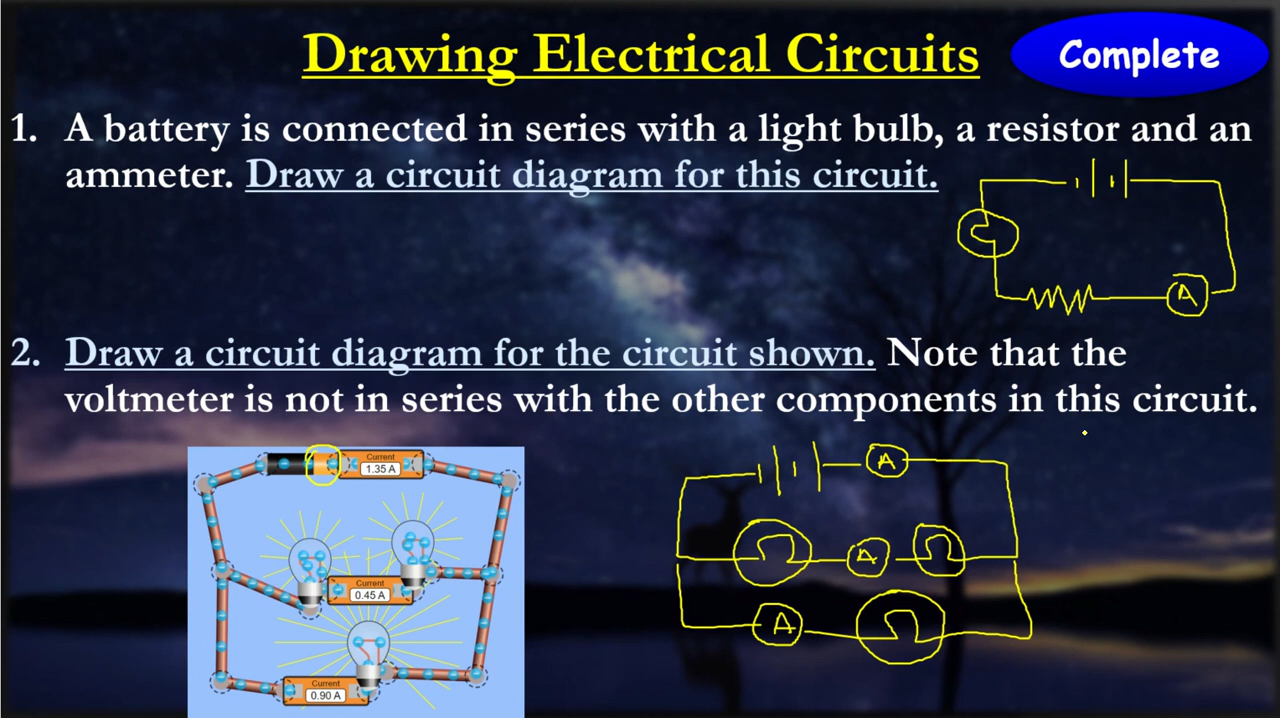 Drawing Electrical Circuits
Complete
1. A battery is connected in series with a light bulb, a resistor and an
ammeter. Draw a circuit diagram for this circuit.
A
2. Draw a circuit diagram for the circuit shown. Note that the
voltmeter is not in series with the other components in this circuit.
Current
1.35 A
A
Current
0.45 A
A
A
Current
0.90 A